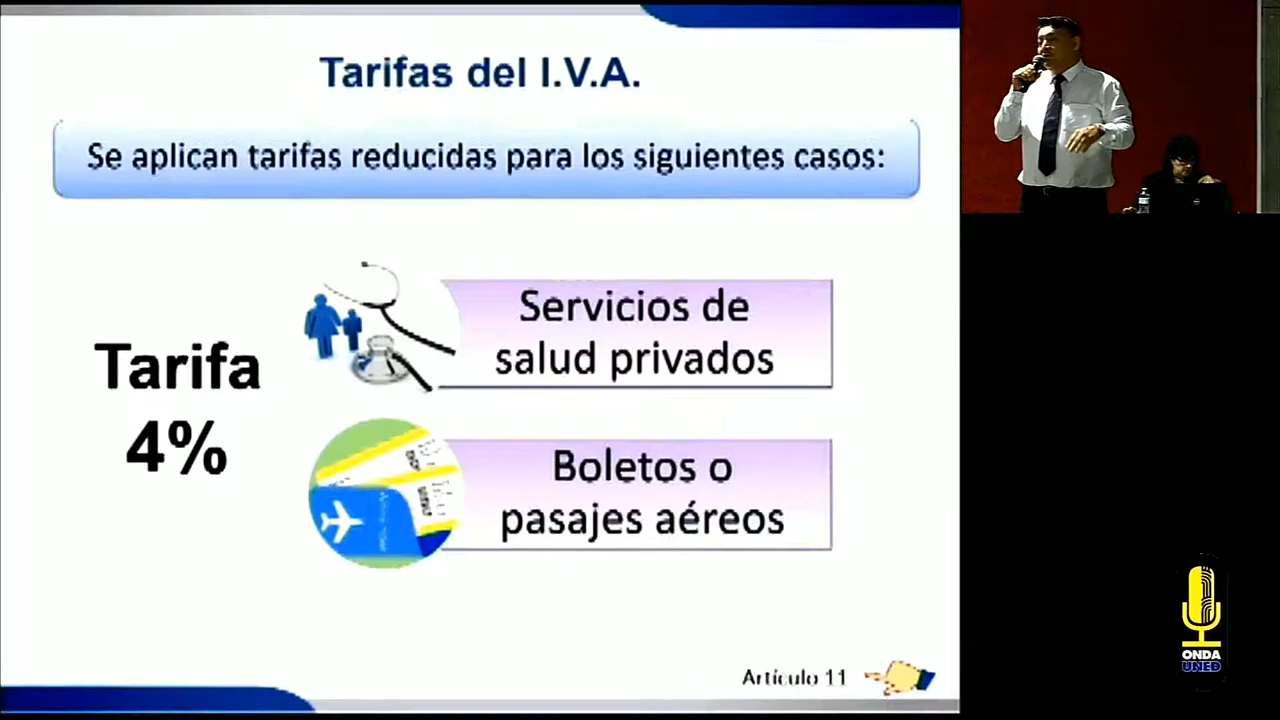 Tarifas del I.V.A.
Se aplican tarifas reducidas para los siguientes casos:
Tarifa
4%
Servicios de
salud privados
Boletos o
pasajes aéreos
Artículo 11
ONDA
UNED